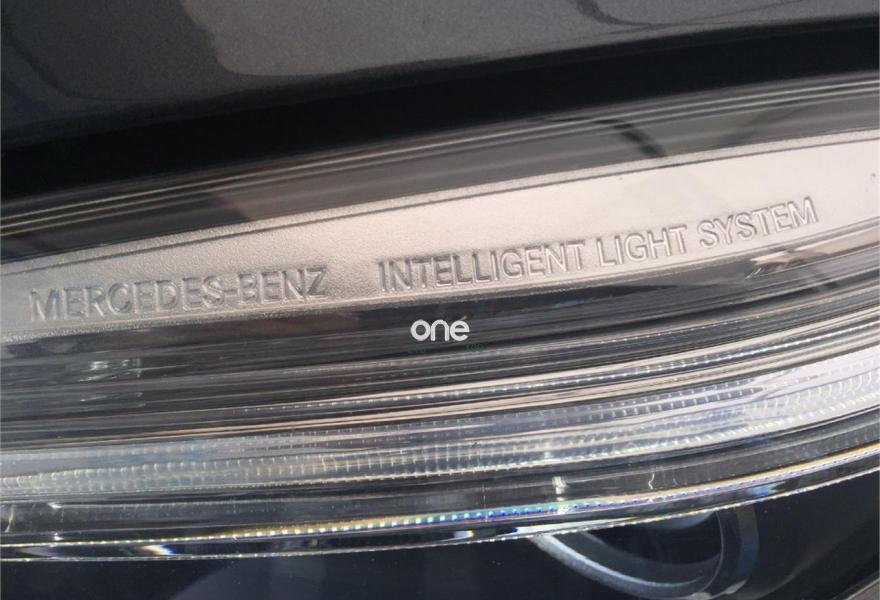 MERCEDES-BENZ INTELLIGENT LIGHT SYSTEM
one